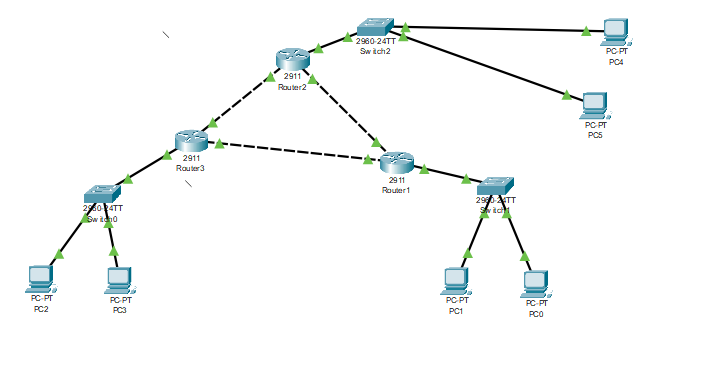 2960-24TT
Switch2
PC-PT
PC4
2911
Router2
PC-PT
PC5
2911
Router3
2911
Router1
2960-24TT
Switch0
2960-24TT
Switch1
PC-PT
PC2
PC-PT
PC3
PC-PT
PC1
PC-PT
PC0